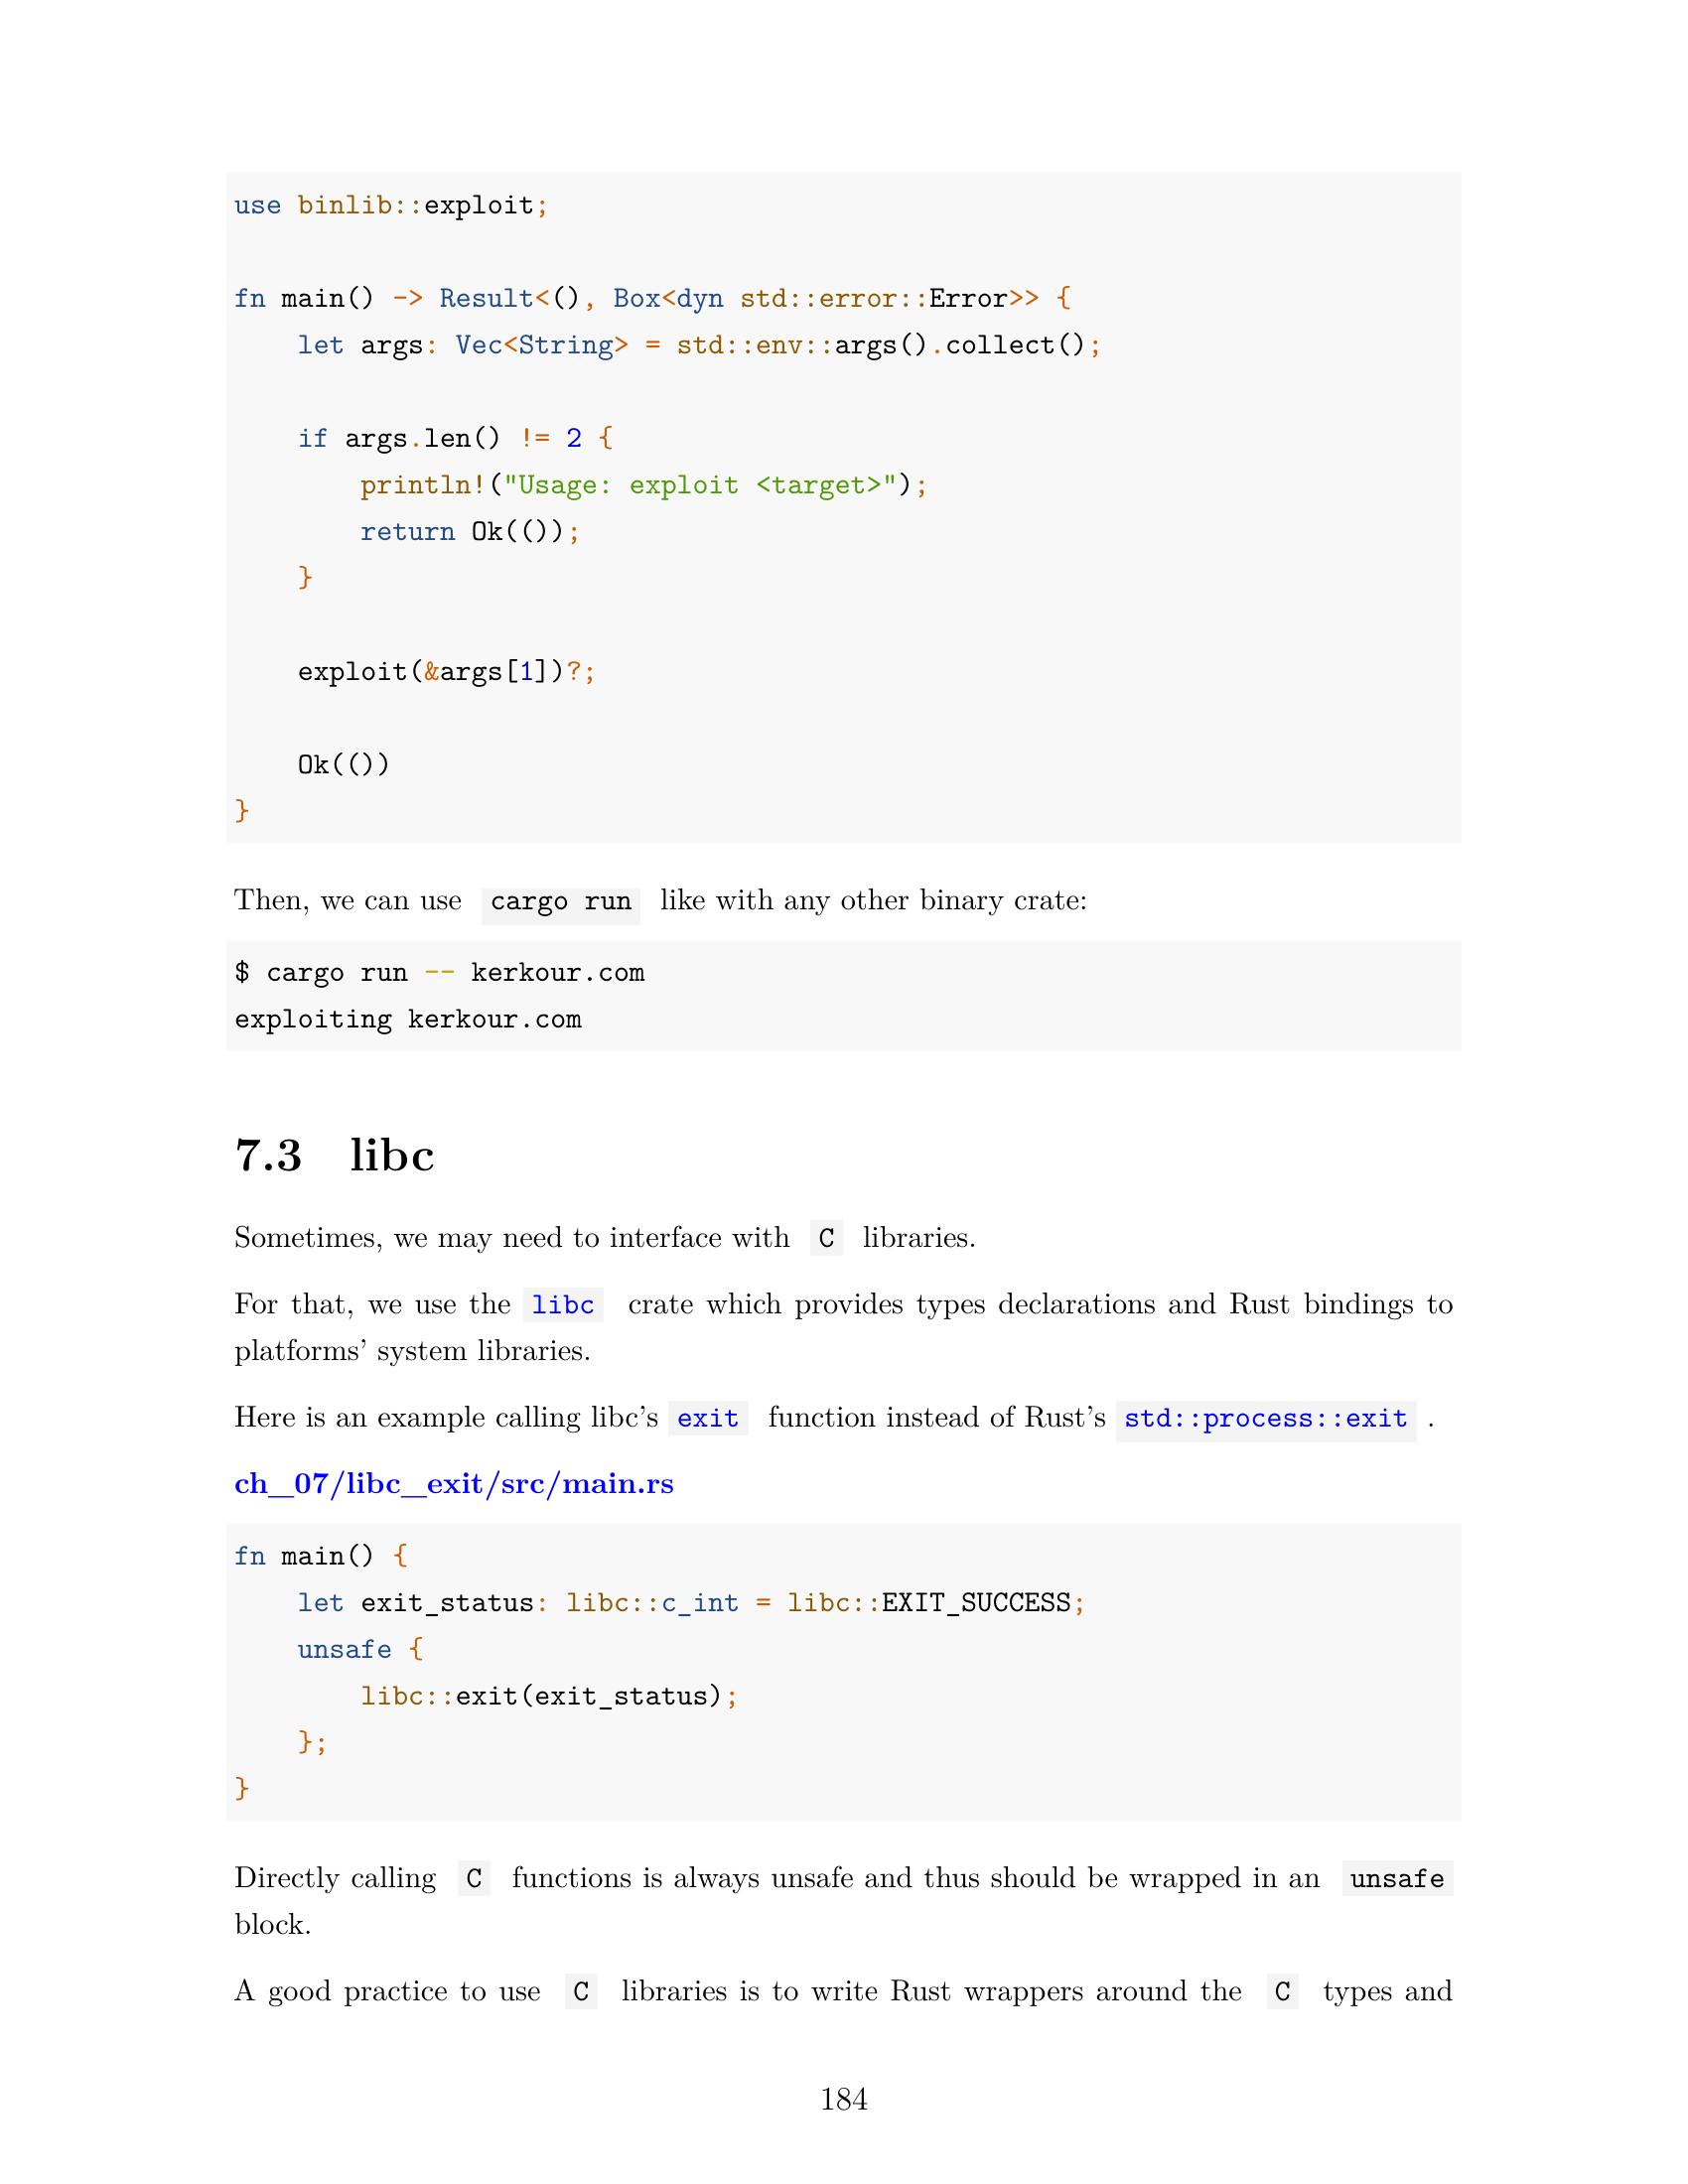 use binlib::exploit;
fn main() -> Result<(), Box<dyn std::error::Error>> {
    let args: Vec<String> = std::env::args().collect();
    if args.len() != 2 {
        println!("Usage: exploit <target>");
        return Ok(());
    }
    exploit(&args[1])?;
    Ok(())
}
Then, we can use cargo run like with any other binary crate:
$ cargo run -- kerkour.com
exploiting kerkour.com
7.3 libc
Sometimes, we may need to interface with C libraries.
For that, we use the libc crate which provides types declarations and Rust bindings to
platforms’ system libraries.
Here is an example calling libc’s exit function instead of Rust’s std::process::exit .
ch_07/libc_exit/src/main.rs
fn main() {
    let exit_status: libc::c_int = libc::EXIT_SUCCESS;
    unsafe {
        libc::exit(exit_status);
    };
}
Directly calling C functions is always unsafe and thus should be wrapped in an unsafe
block.
A good practice to use C libraries is to write Rust wrappers around the C types and
184